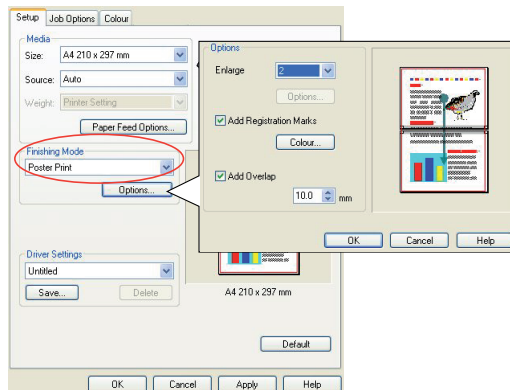 Setup Job Options Colour
Media
Size: A4 210 x 297 mm
Source: Auto
Weight: Printer Setting
Paper Feed Options...
Finishing Mode
Poster Print
Options...
Driver Settings
Untitled
Save... Delete
A4 210 x 297 mm
Default
OK Cancel Apply Help
Options
Enlarge 2
Options...
Add Registration Marks
Colour...
Add Overlap
10.0 mm
OK Cancel Help